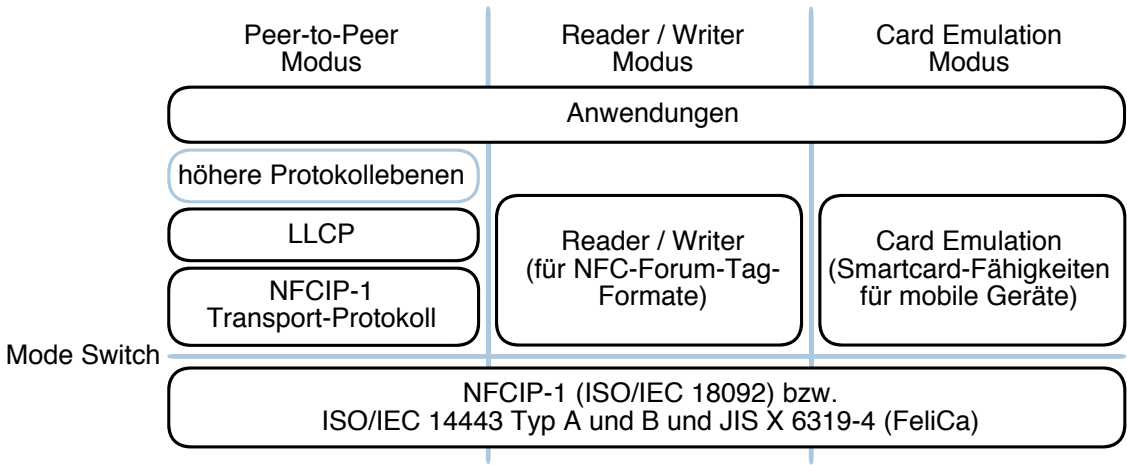 Peer-to-Peer
Modus
Reader / Writer
Modus
Card Emulation
Modus
Anwendungen
höhere Protokollebenen
LLCP
NFCIP-1
Transport-Protokoll
Reader / Writer
(für NFC-Forum-Tag-
Formate)
Card Emulation
(Smartcard-Fähigkeiten
für mobile Geräte)
Mode Switch
NFCIP-1 (ISO/IEC 18092) bzw.
ISO/IEC 14443 Typ A und B und JIS X 6319-4 (FeliCa)